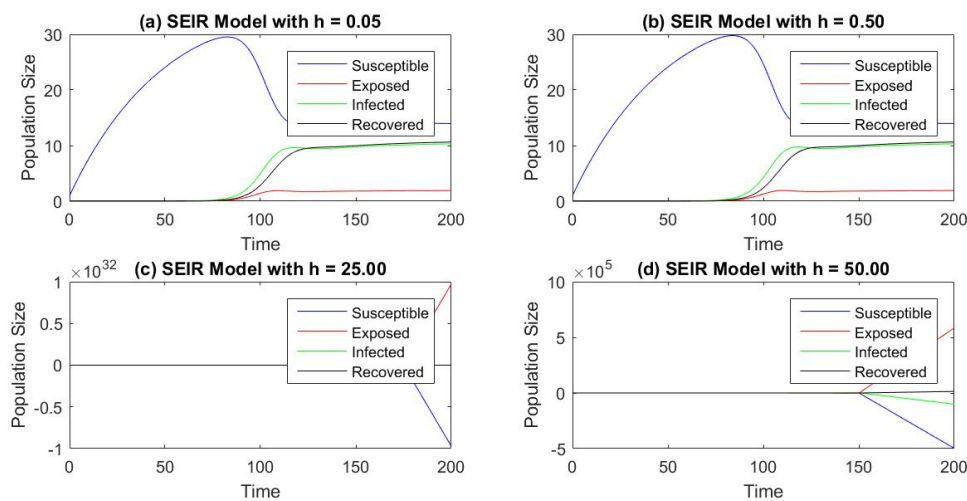 (a) SEIR Model with h = 0.05
30
20
10
0
Population Size
0 50 100 150 200
Time
Susceptible
Exposed
Infected
Recovered
(b) SEIR Model with h = 0.50
30
20
10
0
Population Size
0 50 100 150 200
Time
Susceptible
Exposed
Infected
Recovered
×10^32
(c) SEIR Model with h = 25.00
1
0.5
0
-0.5
-1
Population Size
0 50 100 150 200
Time
Susceptible
Exposed
Infected
Recovered
×10^5
(d) SEIR Model with h = 50.00
10
5
0
-5
-10
Population Size
0 50 100 150 200
Time
Susceptible
Exposed
Infected
Recovered